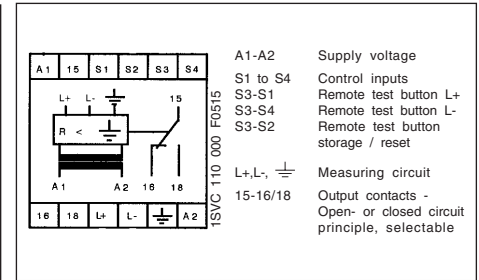 A1 15 S1 S2 S3 S4
L+ L- ⏚ 15
R < ⏚
A1 A2 16 18
16 18 L+ L- ⏚ A2
1SVC 110 000 F0515
A1-A2 Supply voltage
S1 to S4 Control inputs
S3-S1 Remote test button L+
S3-S4 Remote test button L-
S3-S2 Remote test button
storage / reset
L+,L-, ⏚ Measuring circuit
15-16/18 Output contacts -
Open- or closed circuit
principle, selectable